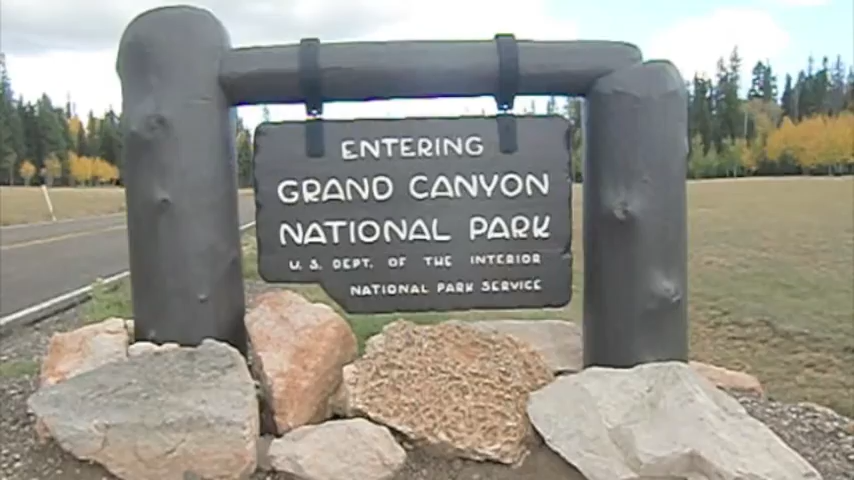 ENTERING
GRAND CANYON
NATIONAL PARK
U. S. DEPT. OF THE INTERIOR
NATIONAL PARK SERVICE